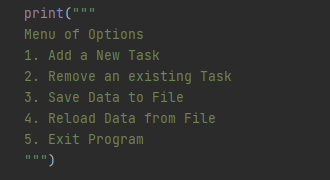 print("""
Menu of Options
1. Add a New Task
2. Remove an existing Task
3. Save Data to File
4. Reload Data from File
5. Exit Program
""")